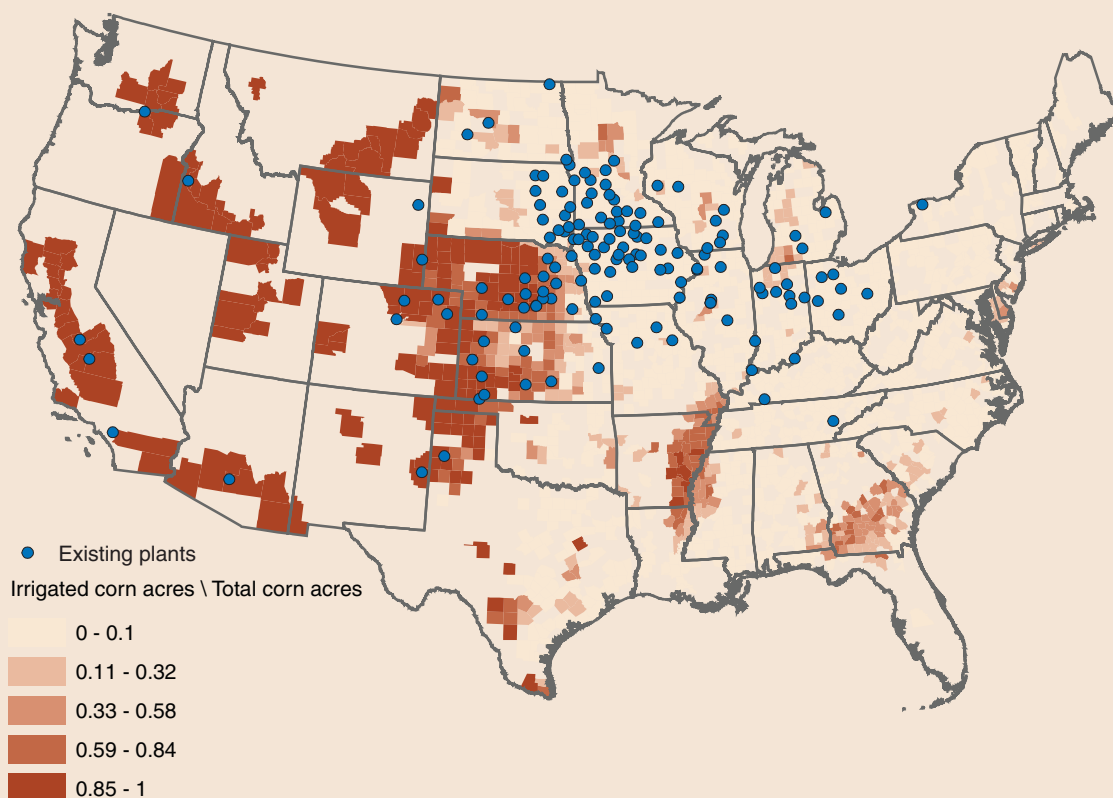 Existing plants
Irrigated corn acres \ Total corn acres
0 - 0.1
0.11 - 0.32
0.33 - 0.58
0.59 - 0.84
0.85 - 1